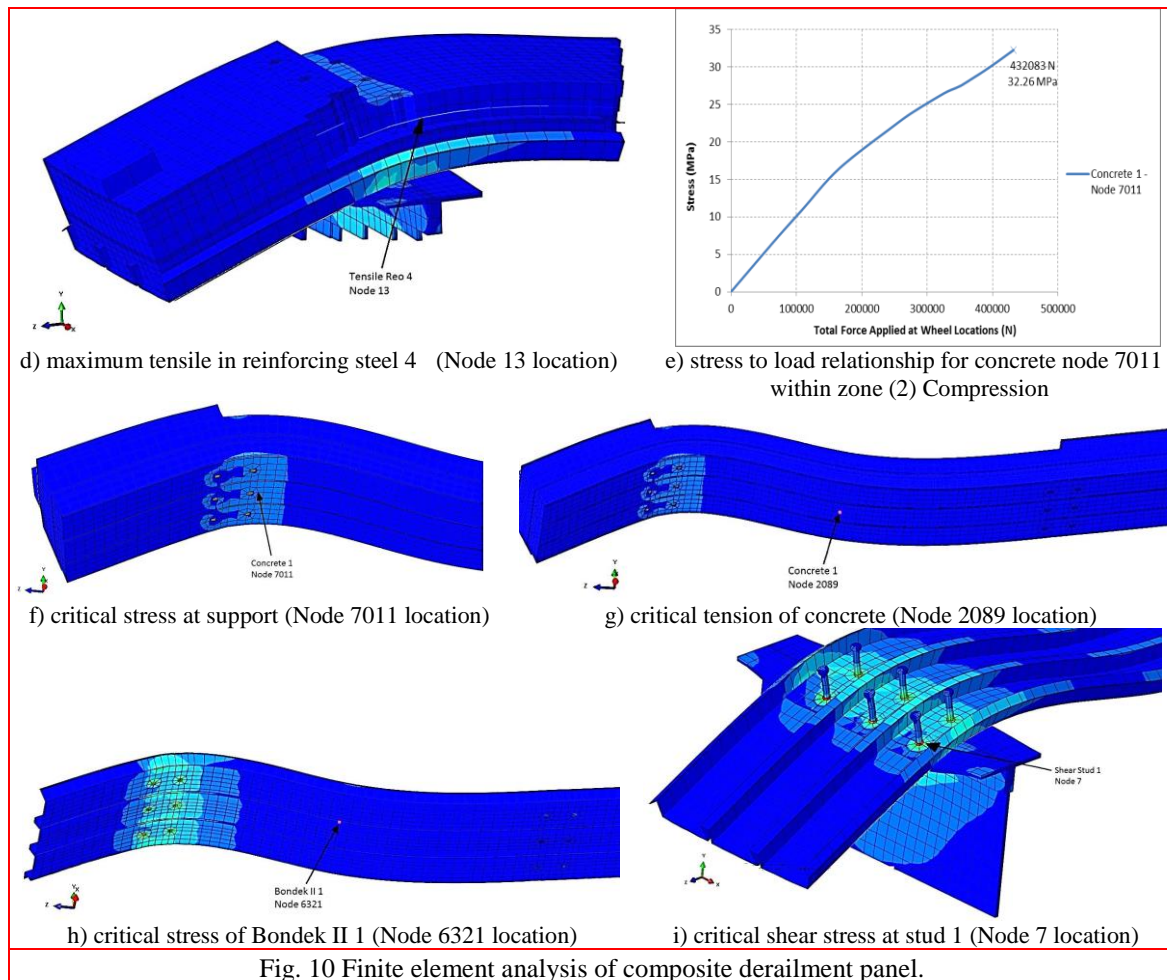 Tensile Reo 4
Node 13
Y
Z
X
d) maximum tensile in reinforcing steel 4 (Node 13 location)
35
30
25
20
15
10
5
0
Stress (MPa)
432083 N
32.26 MPa
Concrete 1 -
Node 7011
0 100000 200000 300000 400000 500000
Total Force Applied at Wheel Locations (N)
e) stress to load relationship for concrete node 7011
within zone (2) Compression
Concrete 1
Node 7011
Y
Z
f) critical stress at support (Node 7011 location)
Concrete 1
Node 2089
Y
Z
g) critical tension of concrete (Node 2089 location)
Bondek II 1
Node 6321
Y
X
Z
h) critical stress of Bondek II 1 (Node 6321 location)
Shear Stud 1
Node 7
Y
Z
X
i) critical shear stress at stud 1 (Node 7 location)
Fig. 10 Finite element analysis of composite derailment panel.